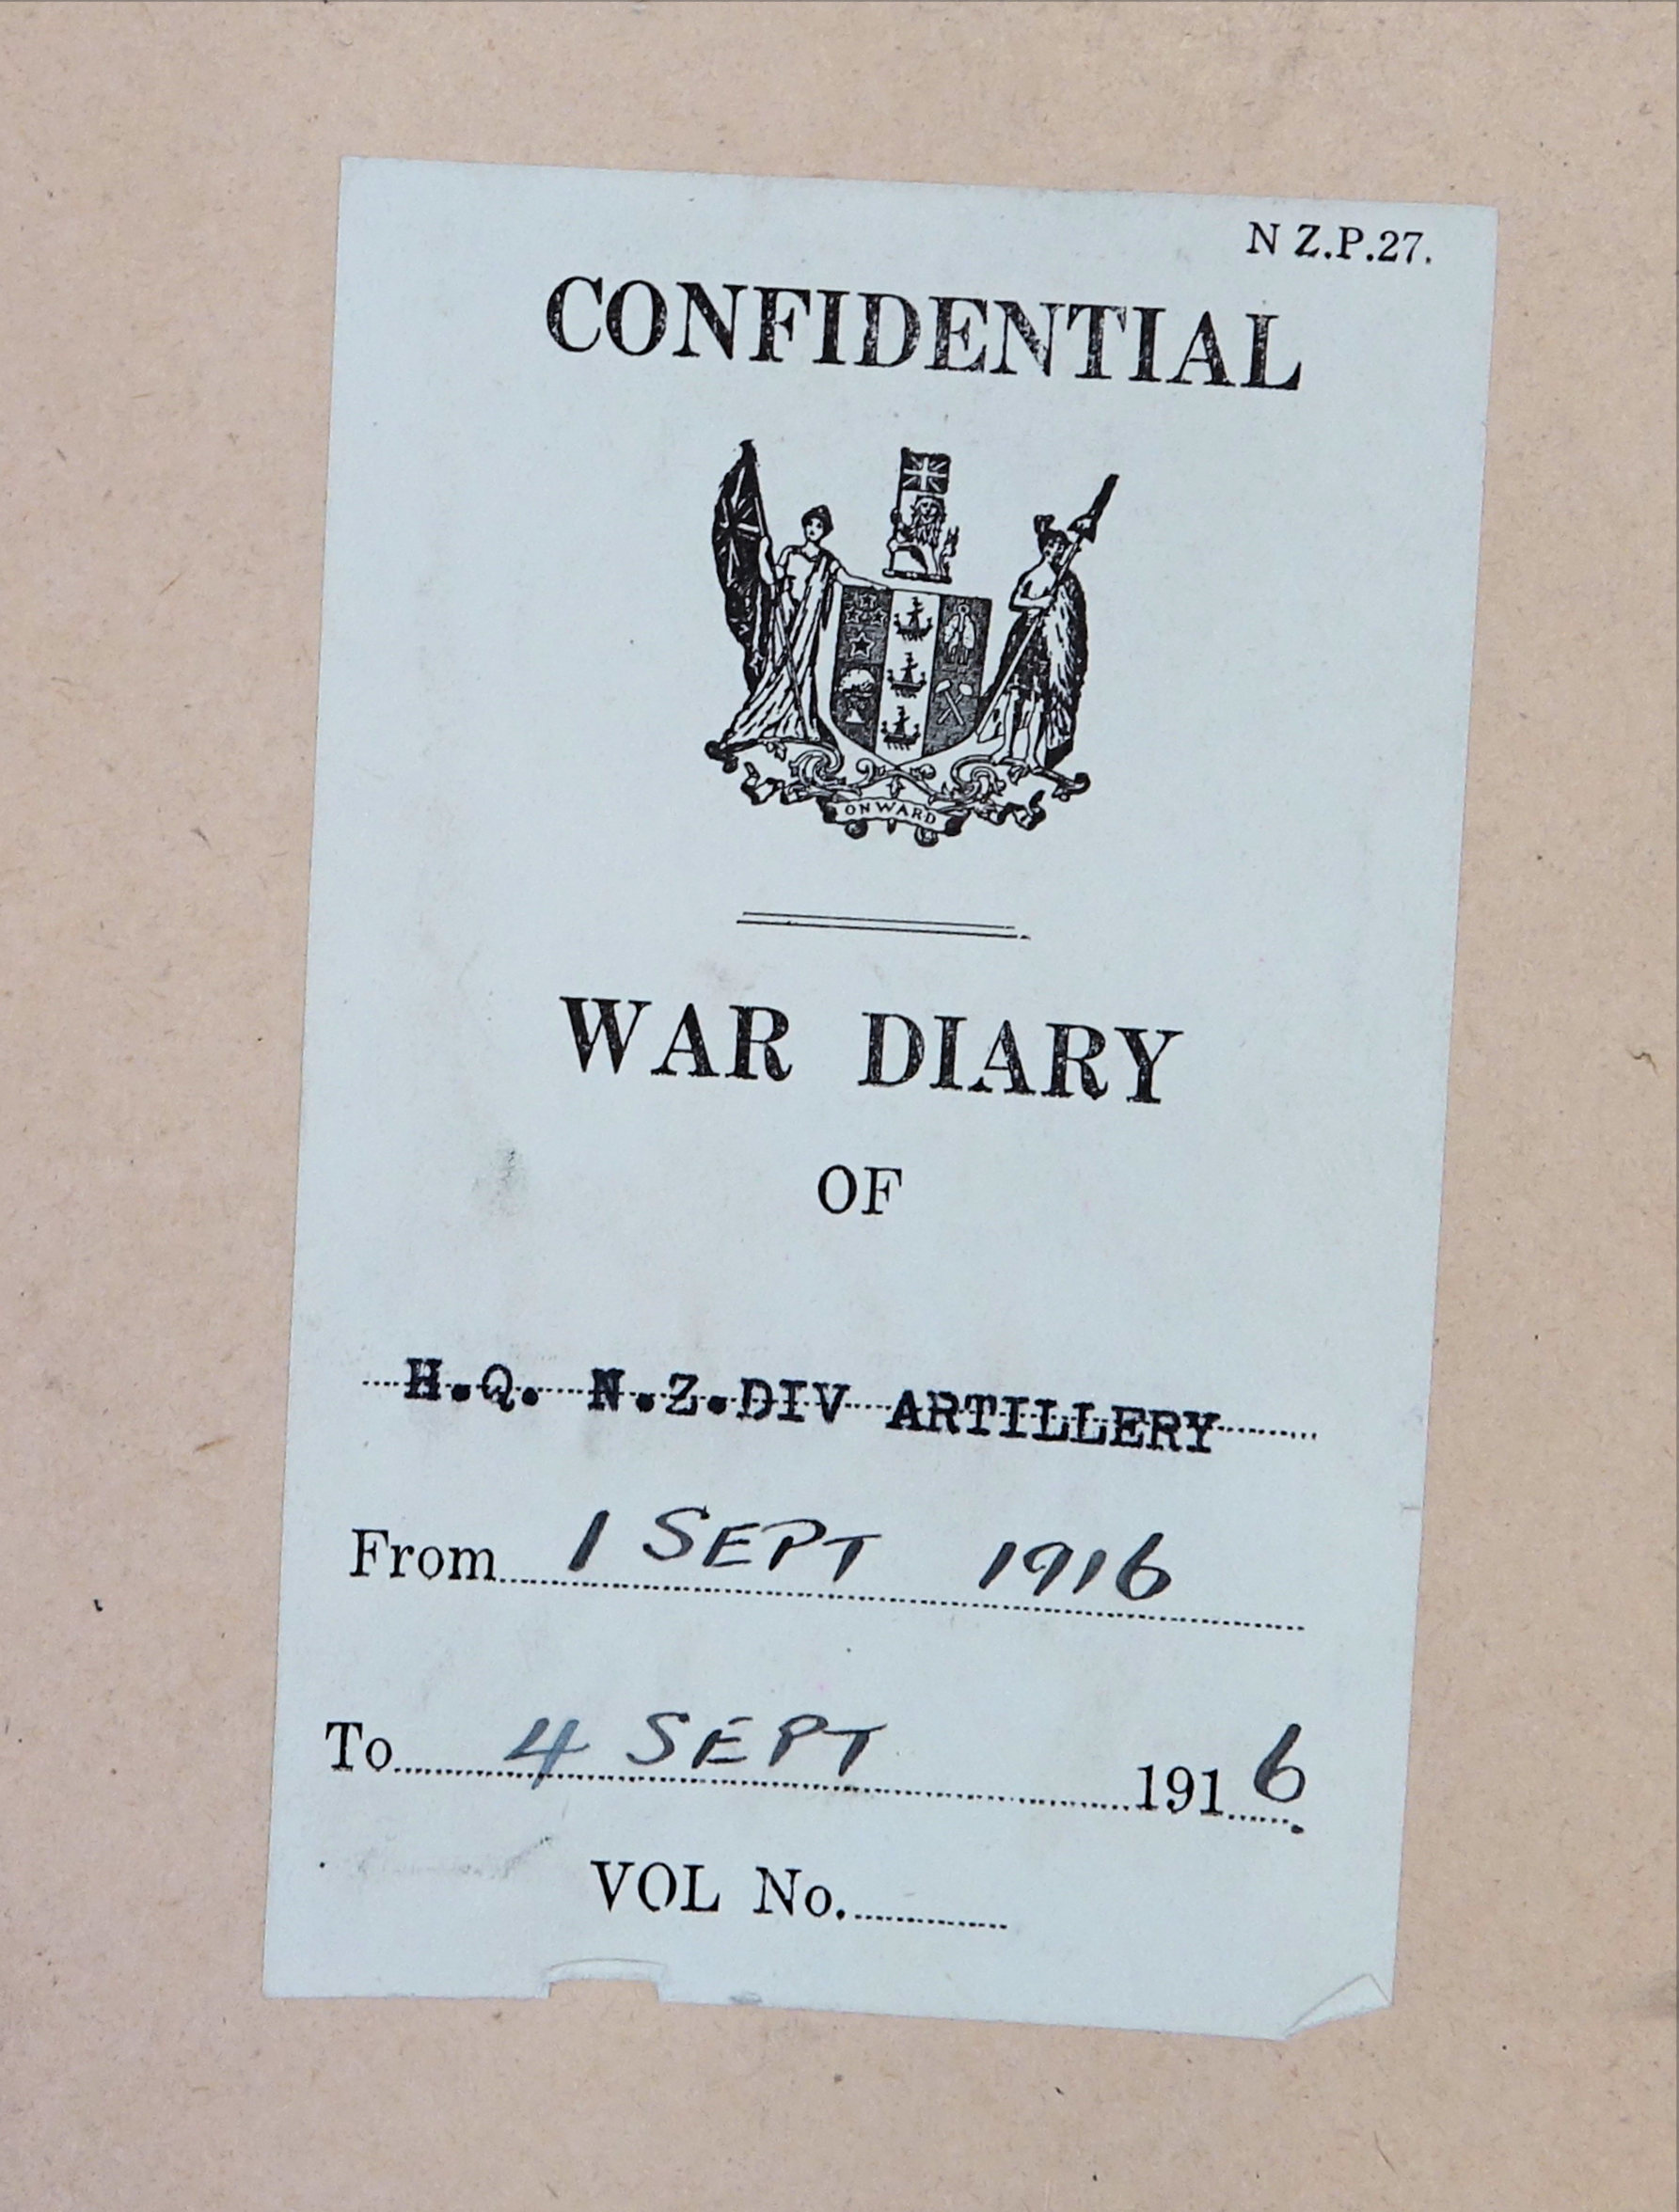 N Z.P.27.
CONFIDENTIAL
ONWARD
WAR DIARY
OF
H.Q. N.Z.DIV ARTILLERY
From 1 SEPT 1916
To 4 SEPT 1916.
VOL No.